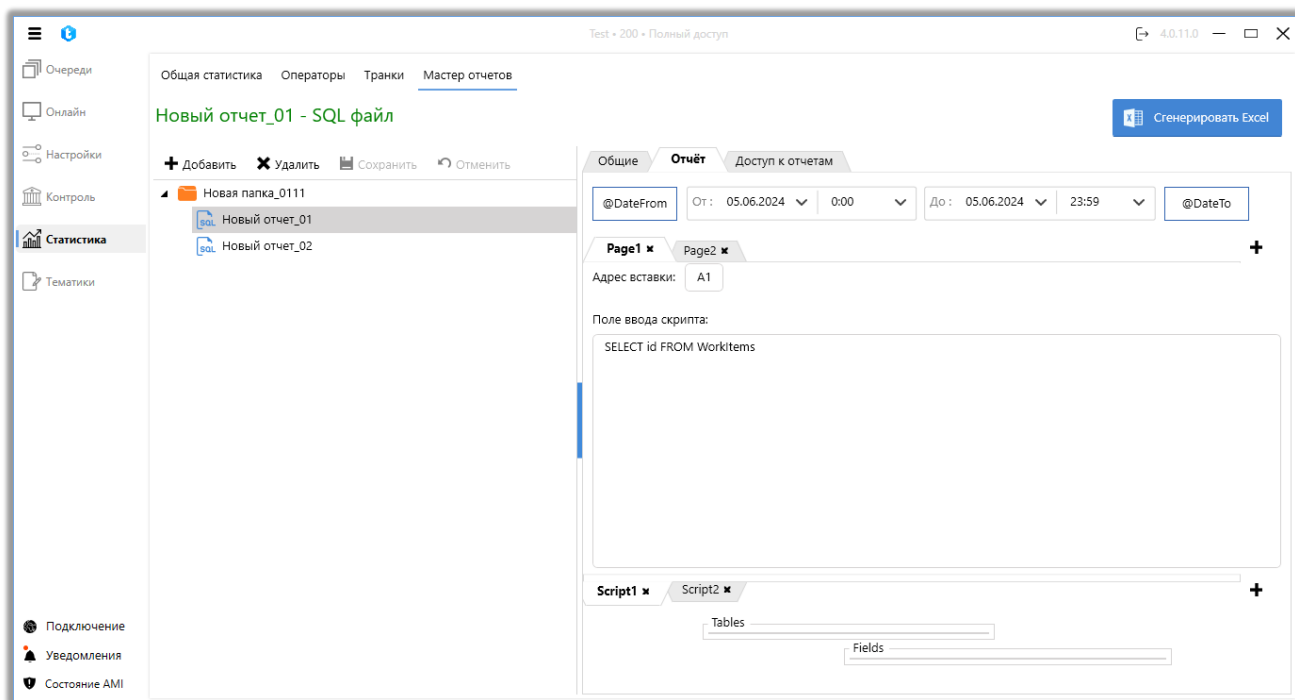 Test • 200 • Полный доступ
4.0.11.0
Очереди
Онлайн
Настройки
Контроль
Статистика
Тематики
Подключение
Уведомления
Состояние AMI
Общая статистика Операторы Транки Мастер отчетов
Новый отчет_01 - SQL файл
Сгенерировать Excel
Добавить Удалить Сохранить Отменить
Новая папка_0111
SQL Новый отчет_01
SQL Новый отчет_02
Общие Отчёт Доступ к отчетам
@DateFrom От : 05.06.2024 0:00 До : 05.06.2024 23:59 @DateTo
Page1 Page2
Адрес вставки: A1
Поле ввода скрипта:
SELECT id FROM WorkItems
Script1 Script2
Tables
Fields